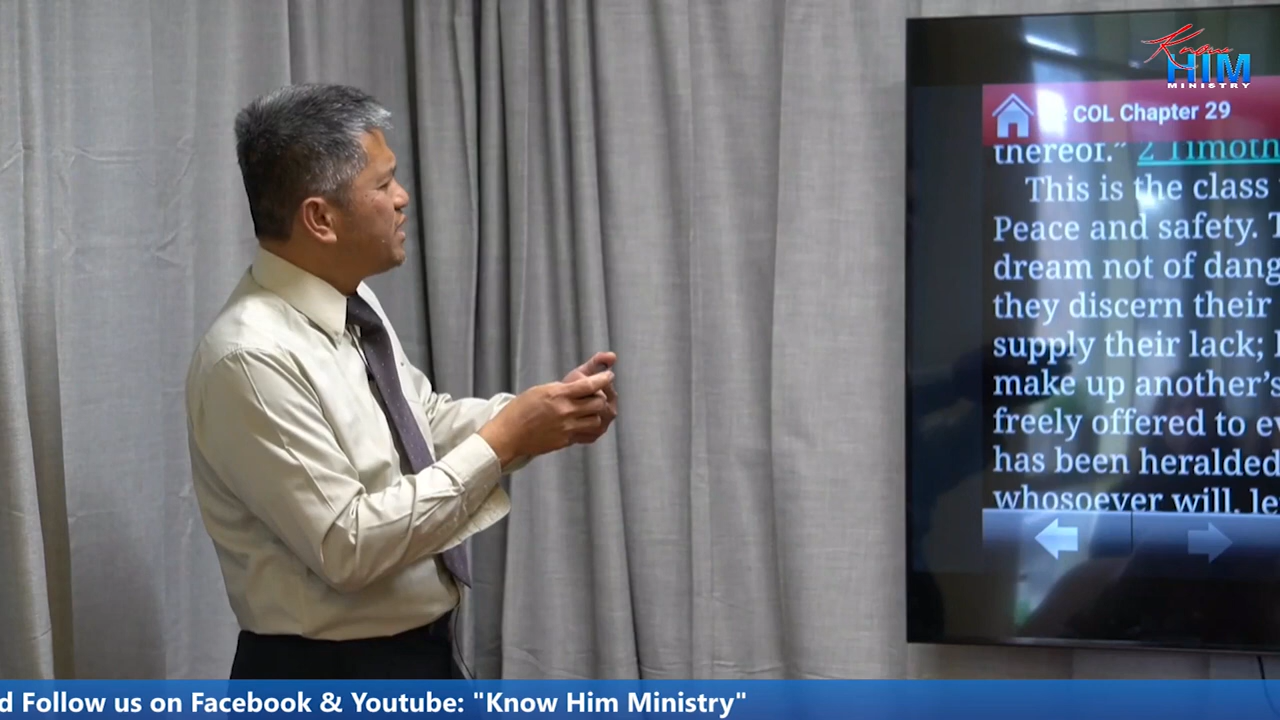 Know
HIM
MINISTRY
COL Chapter 29
thereof.” 2 Timoth
This is the class
Peace and safety. T
dream not of dang
they discern their
supply their lack; 
make up another’s
freely offered to ev
has been heralded
whosoever will, le
d Follow us on Facebook & Youtube: "Know Him Ministry"